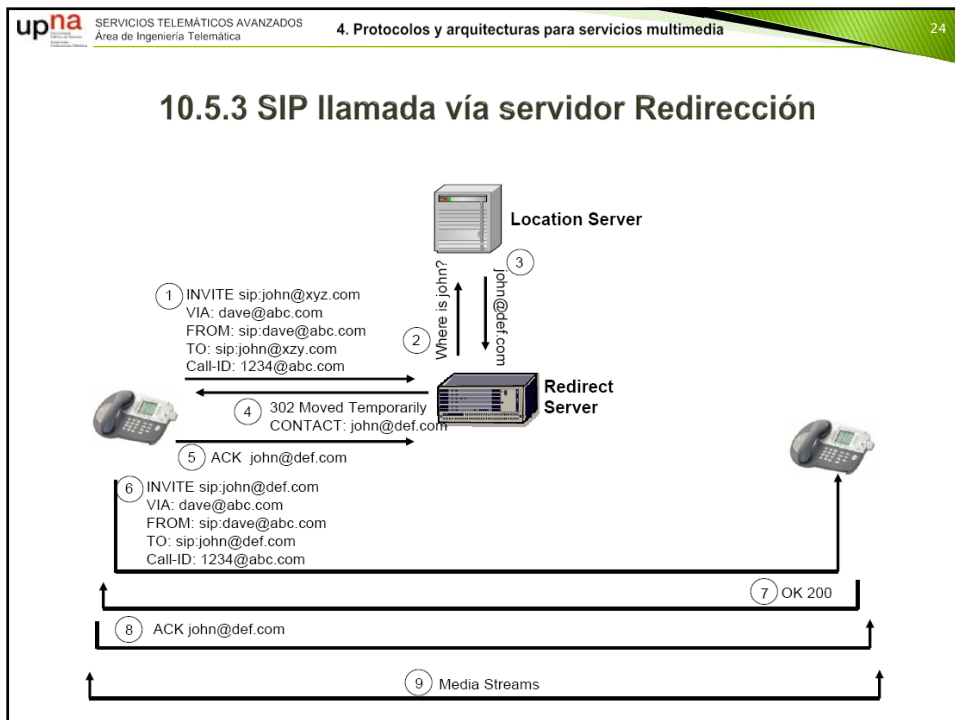 upna
SERVICIOS TELEMÁTICOS AVANZADOS
Área de Ingeniería Telemática
4. Protocolos y arquitecturas para servicios multimedia
24
10.5.3 SIP llamada vía servidor Redirección
Location Server
3
john@def.com
Where is john?
2
1 INVITE sip:john@xyz.com
VIA: dave@abc.com
FROM: sip:dave@abc.com
TO: sip:john@xzy.com
Call-ID: 1234@abc.com
Redirect
Server
4 302 Moved Temporarily
CONTACT: john@def.com
5 ACK john@def.com
6 INVITE sip:john@def.com
VIA: dave@abc.com
FROM: sip:dave@abc.com
TO: sip:john@def.com
Call-ID: 1234@abc.com
7 OK 200
8 ACK john@def.com
9 Media Streams